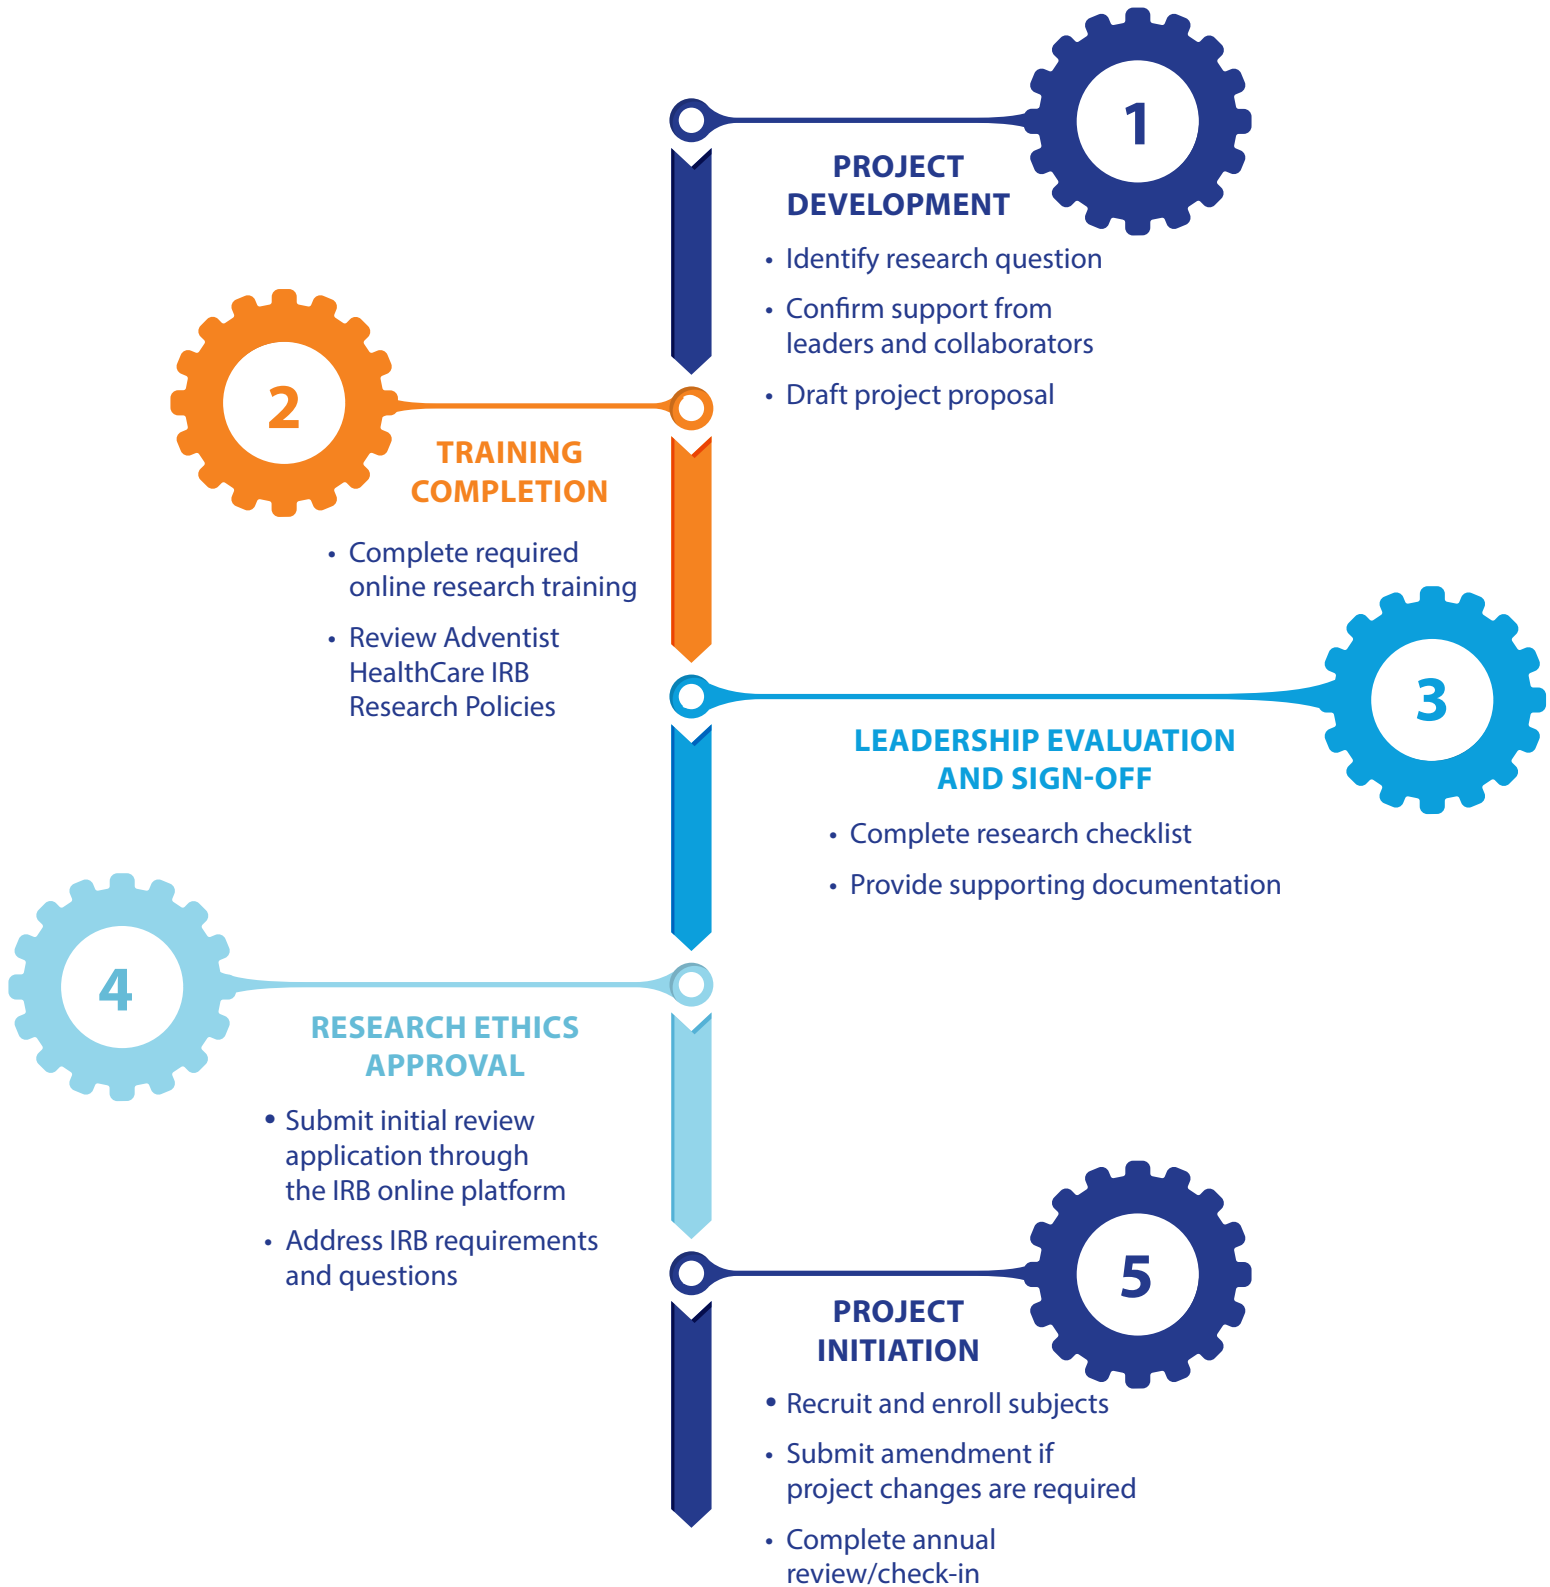 1
PROJECT
DEVELOPMENT
• Identify research question
• Confirm support from
leaders and collaborators
• Draft project proposal
2
TRAINING
COMPLETION
• Complete required
online research training
• Review Adventist
HealthCare IRB
Research Policies
3
LEADERSHIP EVALUATION
AND SIGN-OFF
• Complete research checklist
• Provide supporting documentation
4
RESEARCH ETHICS
APPROVAL
• Submit initial review
application through
the IRB online platform
• Address IRB requirements
and questions
5
PROJECT
INITIATION
• Recruit and enroll subjects
• Submit amendment if
project changes are required
• Complete annual
review/check-in